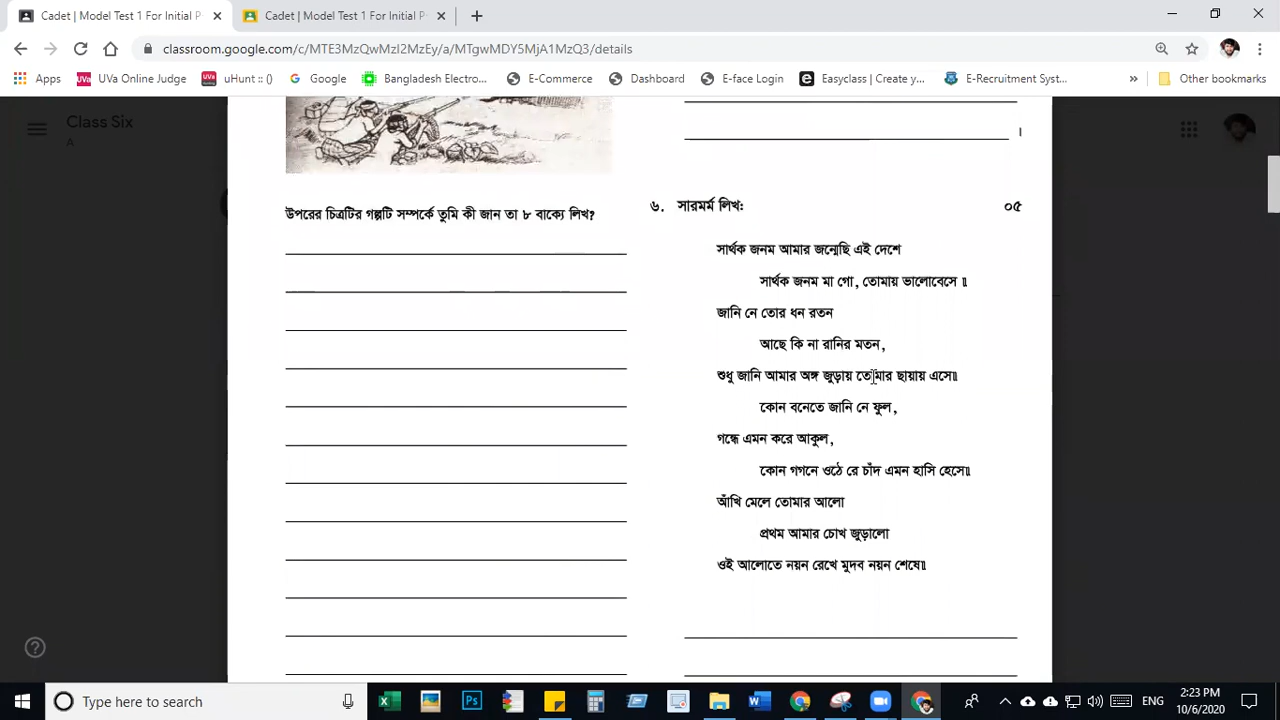 Cadet | Model Test 1 For Initial P
Cadet | Model Test 1 For Initial P
classroom.google.com/c/MTE3MzQwMzI2MzEy/a/MTgwMDY5MjA1MzQ3/details
Apps
UVa Online Judge
uHunt :: ()
Google
Bangladesh Electro...
E-Commerce
Dashboard
E-face Login
Easyclass | Create y...
E-Recruitment Syst...
Other bookmarks
Class Six
A
উপরের চিত্রটির গল্পটি সম্পর্কে তুমি কী জান তা ৮ বাক্যে লিখ?
।
৬. সারমর্ম লিখ: ০৫
সার্থক জনম আমার জন্মেছি এই দেশে
সার্থক জনম মা গো, তোমায় ভালোবেসে ॥
জানি নে তোর ধন রতন
আছে কি না রানির মতন,
শুধু জানি আমার অঙ্গ জুড়ায় তোমার ছায়ায় এসে॥
কোন বনেতে জানি নে ফুল,
গন্ধে এমন করে আকুল,
কোন গগনে ওঠে রে চাঁদ এমন হাসি হেসে॥
আঁখি মেলে তোমার আলো
প্রথম আমার চোখ জুড়ালো
ওই আলোতে নয়ন রেখে মুদব নয়ন শেষে॥
Type here to search
ENG
2:23 PM
10/6/2020